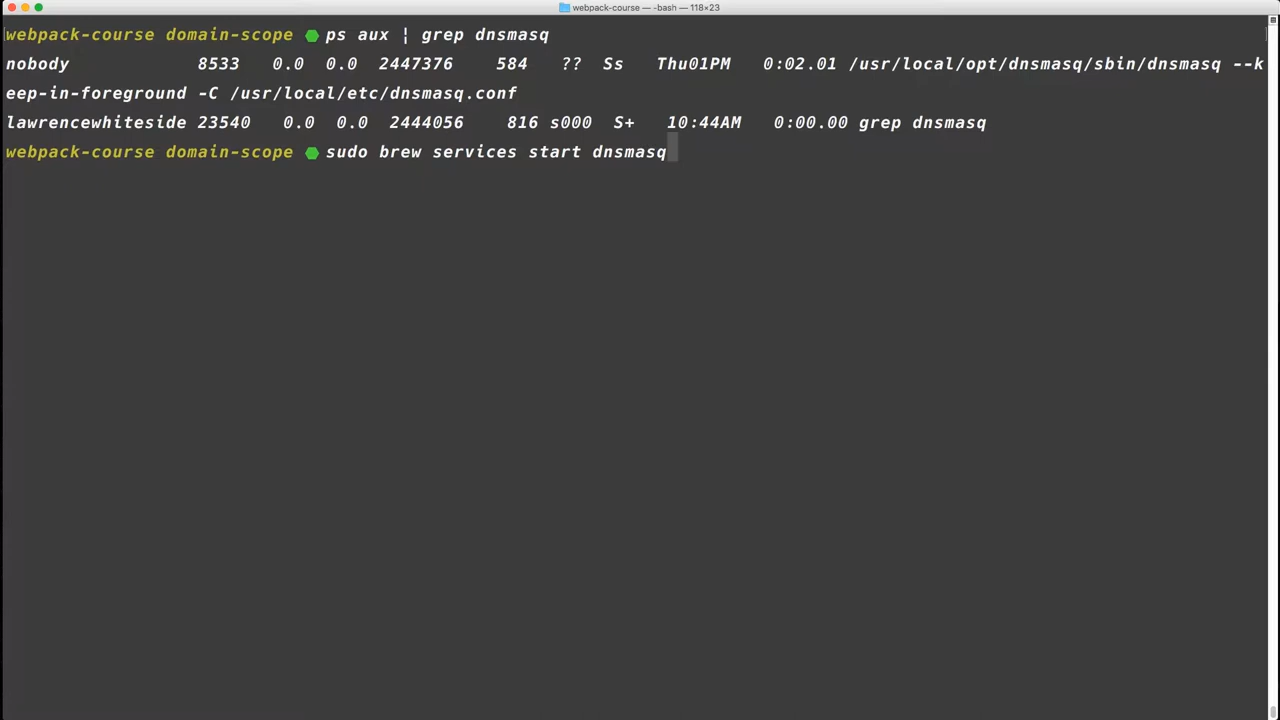 webpack-course — -bash — 118×23
webpack-course domain-scope ps aux | grep dnsmasq
nobody 8533 0.0 0.0 2447376 584 ?? Ss Thu01PM 0:02.01 /usr/local/opt/dnsmasq/sbin/dnsmasq --k
eep-in-foreground -C /usr/local/etc/dnsmasq.conf
lawrencewhiteside 23540 0.0 0.0 2444056 816 s000 S+ 10:44AM 0:00.00 grep dnsmasq
webpack-course domain-scope sudo brew services start dnsmasq